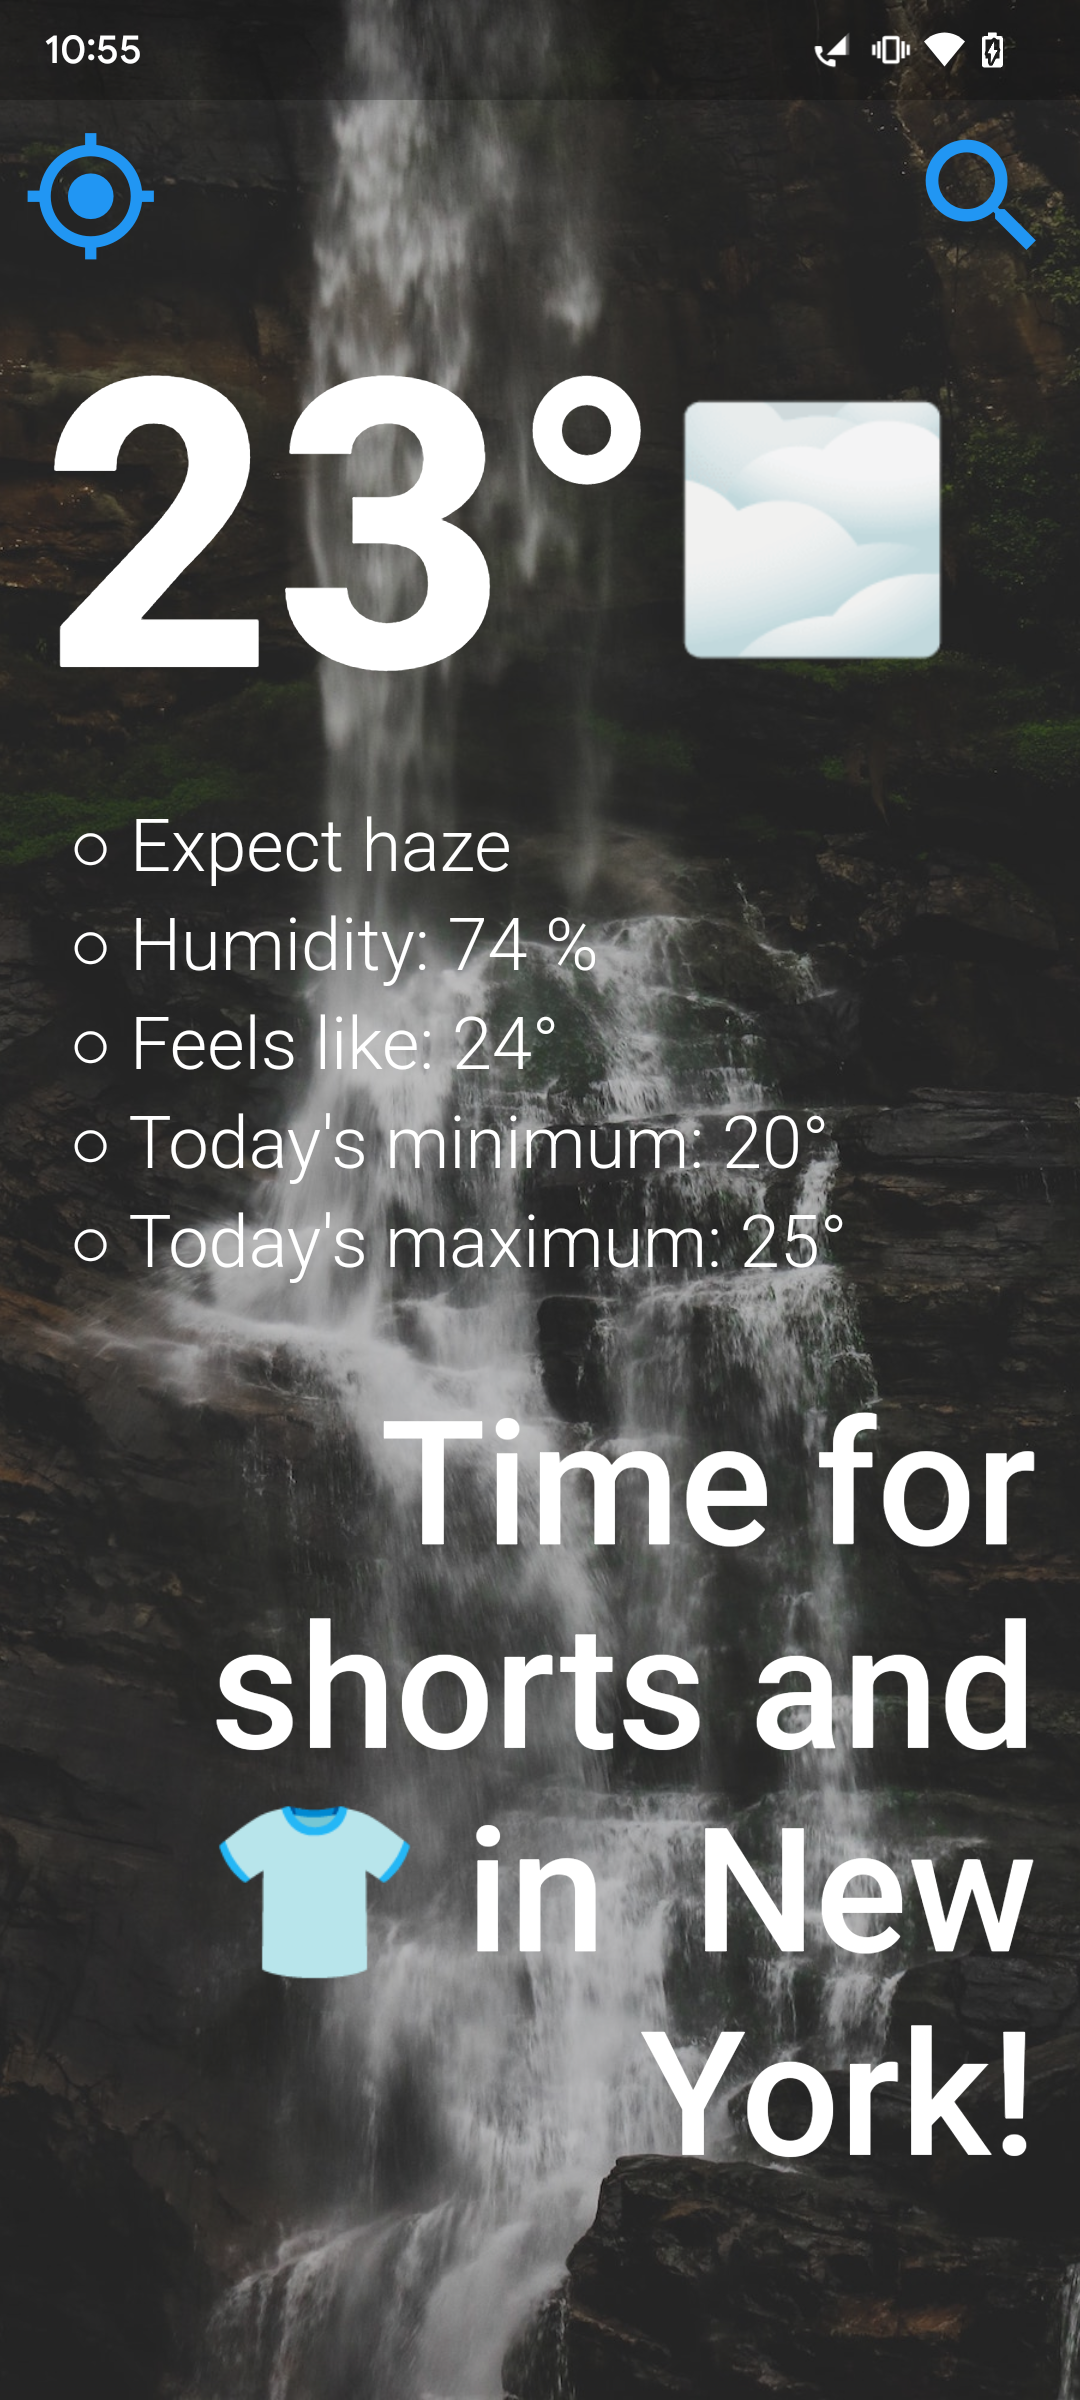 10:55
23°
Expect haze
Humidity: 74 %
Feels like: 24°
Today's minimum: 20°
Today's maximum: 25°
Time for
shorts and
👕 in New
York!